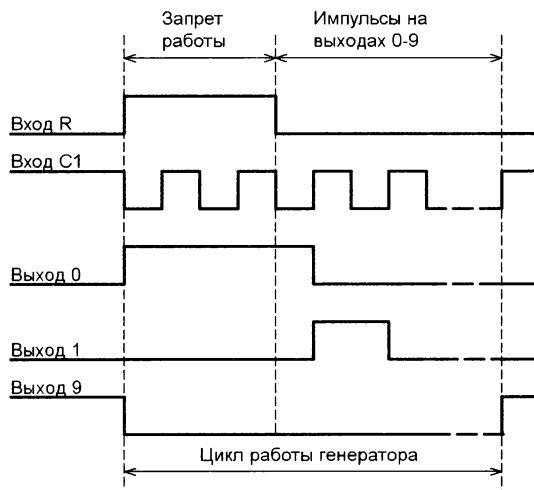 Запрет
работы
Импульсы на
выходах 0-9
Вход R
Вход C1
Выход 0
Выход 1
Выход 9
Цикл работы генератора